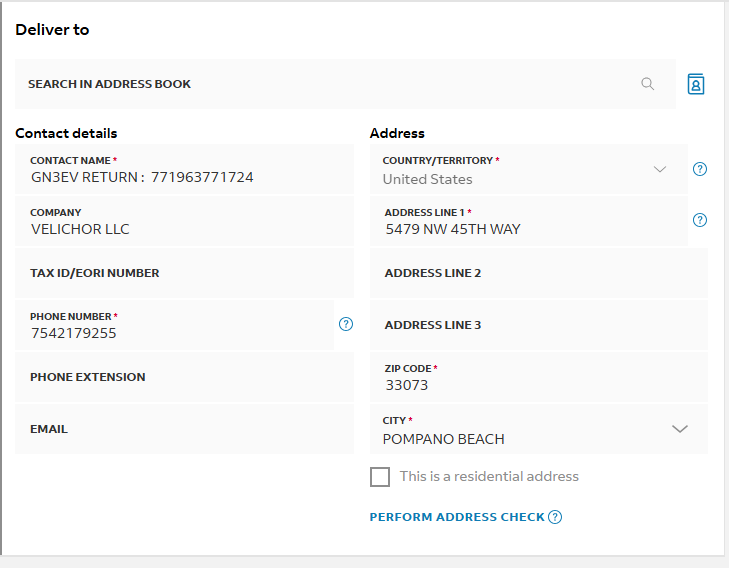 Deliver to
SEARCH IN ADDRESS BOOK
Contact details
CONTACT NAME *
GN3EV RETURN : 771963771724
COMPANY
VELICHOR LLC
TAX ID/EORI NUMBER
PHONE NUMBER *
7542179255
PHONE EXTENSION
EMAIL
Address
COUNTRY/TERRITORY *
United States
ADDRESS LINE 1 *
5479 NW 45TH WAY
ADDRESS LINE 2
ADDRESS LINE 3
ZIP CODE *
33073
CITY *
POMPANO BEACH
This is a residential address
PERFORM ADDRESS CHECK